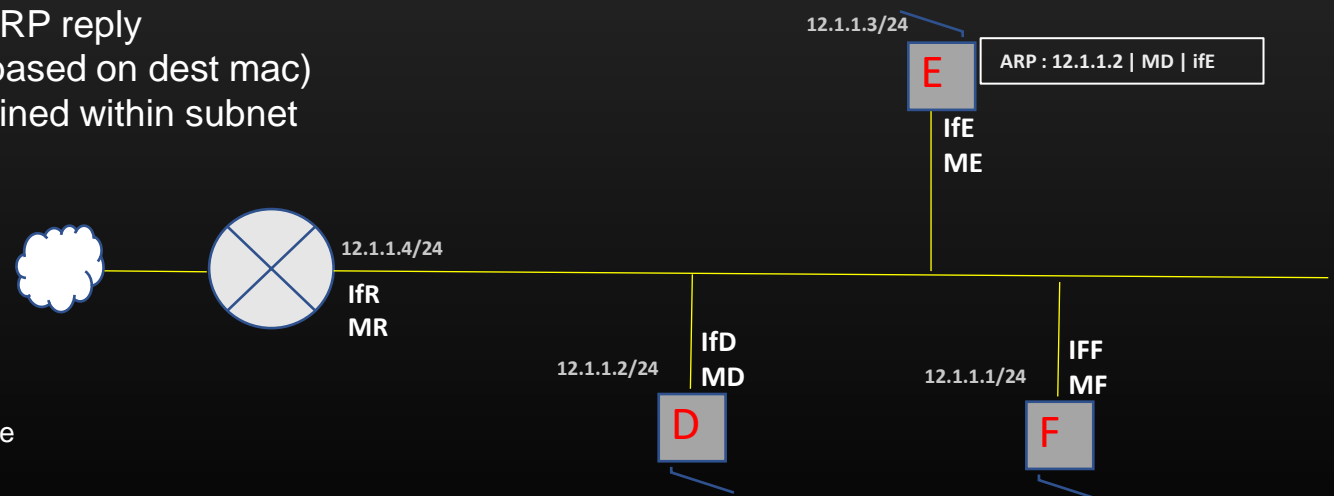 RP reply
based on dest mac)
ined within subnet
12.1.1.3/24
E
ARP : 12.1.1.2 | MD | ifE
IfE
ME
12.1.1.4/24
IfR
MR
12.1.1.2/24
IfD
MD
D
12.1.1.1/24
IFF
MF
F
e